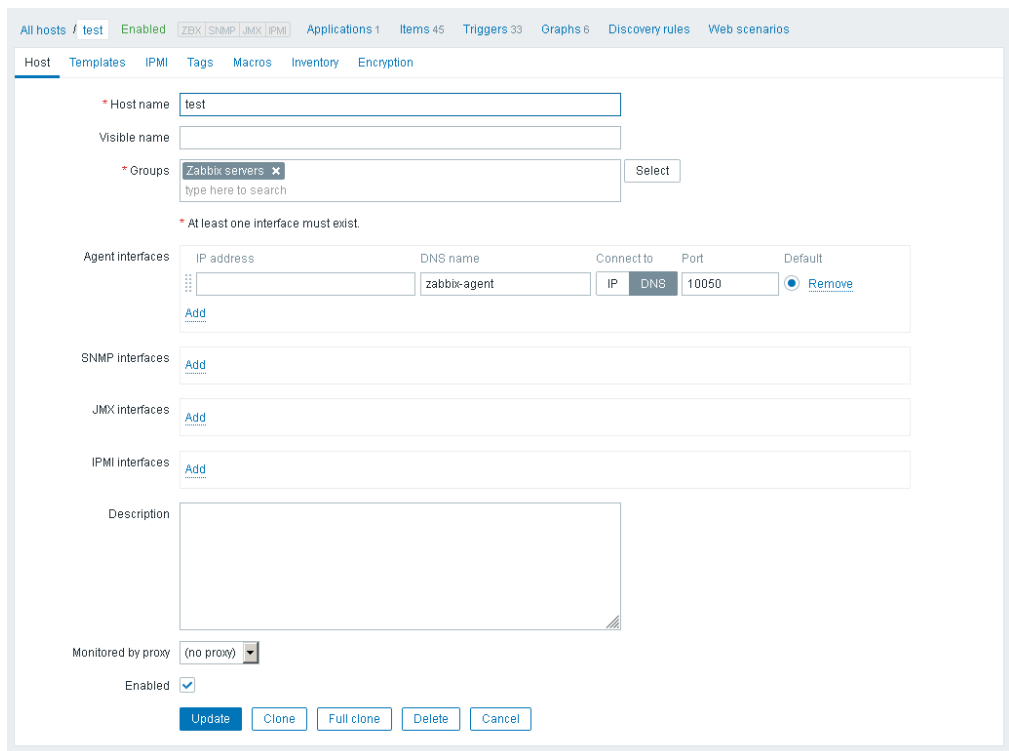 All hosts / test Enabled ZBX SNMP JMX IPMI Applications 1 Items 45 Triggers 33 Graphs 6 Discovery rules Web scenarios
Host Templates IPMI Tags Macros Inventory Encryption
* Host name test
Visible name
* Groups Zabbix servers × Select
type here to search
* At least one interface must exist.
Agent interfaces IP address DNS name Connect to Port Default
zabbix-agent IP DNS 10050 Remove
Add
SNMP interfaces Add
JMX interfaces Add
IPMI interfaces Add
Description
Monitored by proxy (no proxy)
Enabled
Update Clone Full clone Delete Cancel